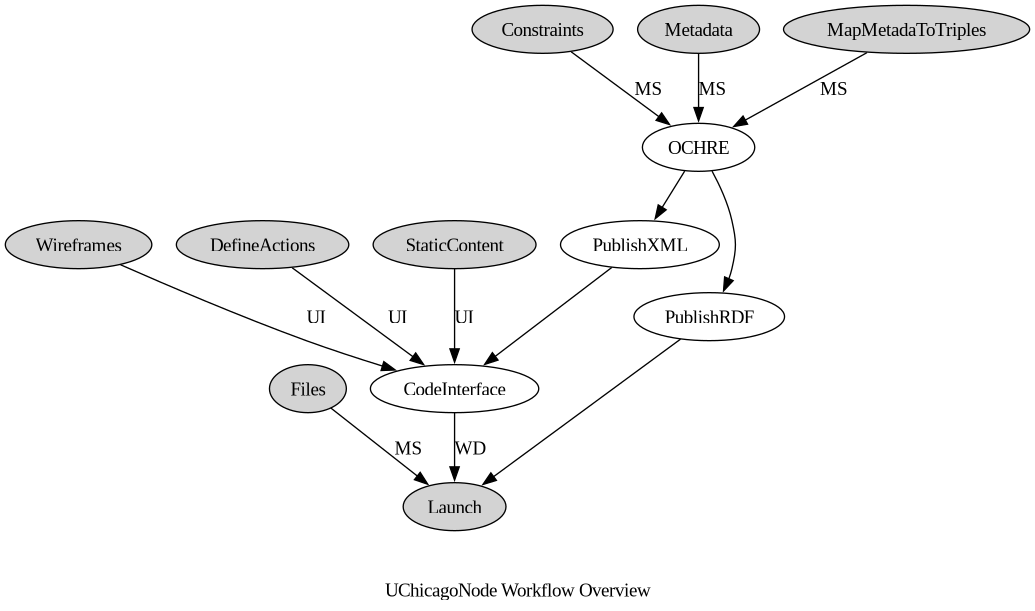 Constraints
Metadata
MapMetadaToTriples
MS
MS
MS
OCHRE
Wireframes
DefineActions
StaticContent
PublishXML
UI
UI
UI
PublishRDF
Files
CodeInterface
MS
WD
Launch
UChicagoNode Workflow Overview